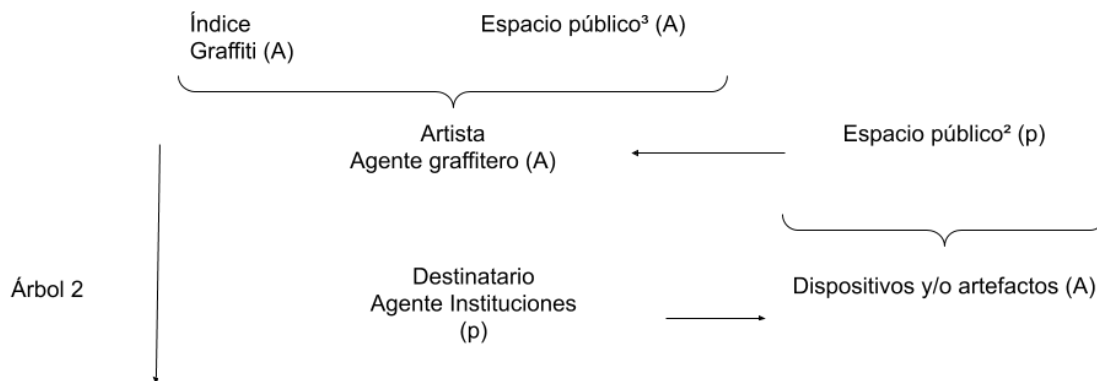 Índice
Graffiti (A)
Espacio público³ (A)
Artista
Agente graffitero (A)
Espacio público² (p)
Árbol 2
Destinatario
Agente Instituciones
(p)
Dispositivos y/o artefactos (A)